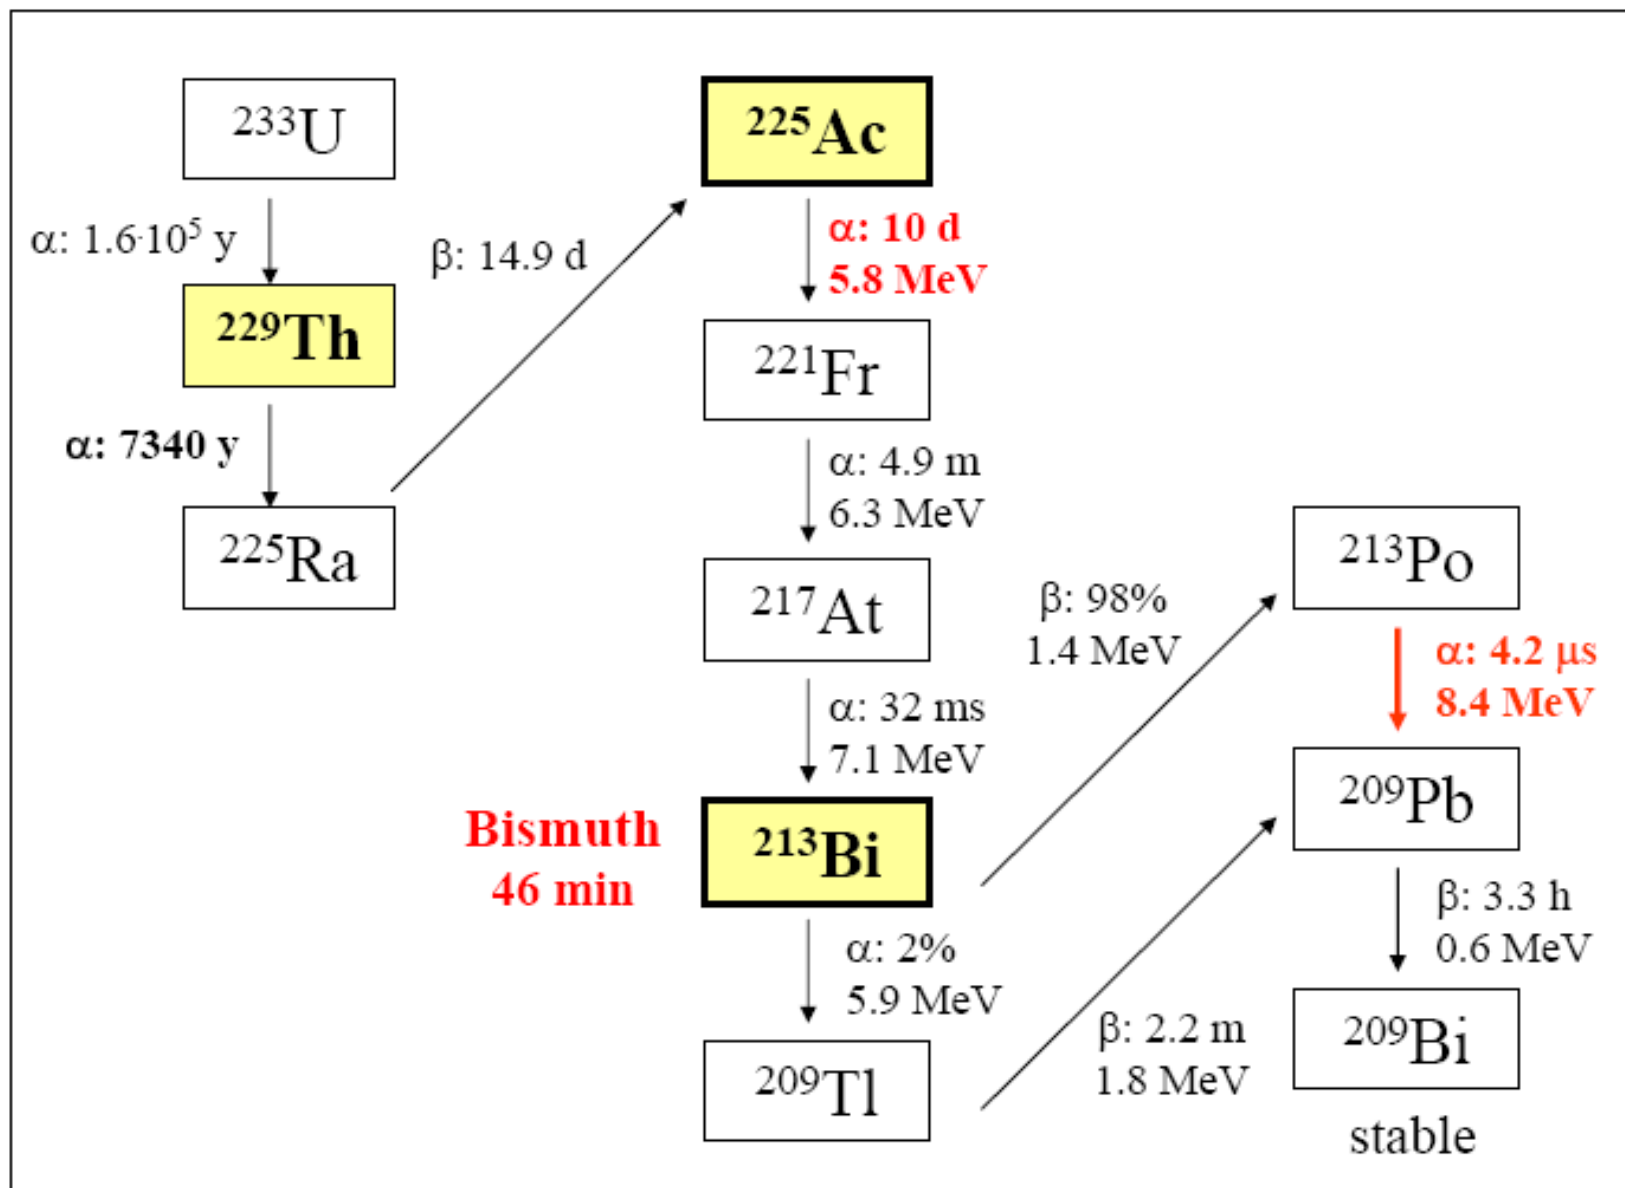 ²³³U
α: 1.6·10⁵ y
²²⁹Th
α: 7340 y
²²⁵Ra
β: 14.9 d
²²⁵Ac
α: 10 d
5.8 MeV
²²¹Fr
α: 4.9 m
6.3 MeV
²¹⁷At
α: 32 ms
7.1 MeV
Bismuth
46 min
²¹³Bi
α: 2%
5.9 MeV
²⁰⁹Tl
β: 98%
1.4 MeV
β: 2.2 m
1.8 MeV
²¹³Po
α: 4.2 μs
8.4 MeV
²⁰⁹Pb
β: 3.3 h
0.6 MeV
²⁰⁹Bi
stable